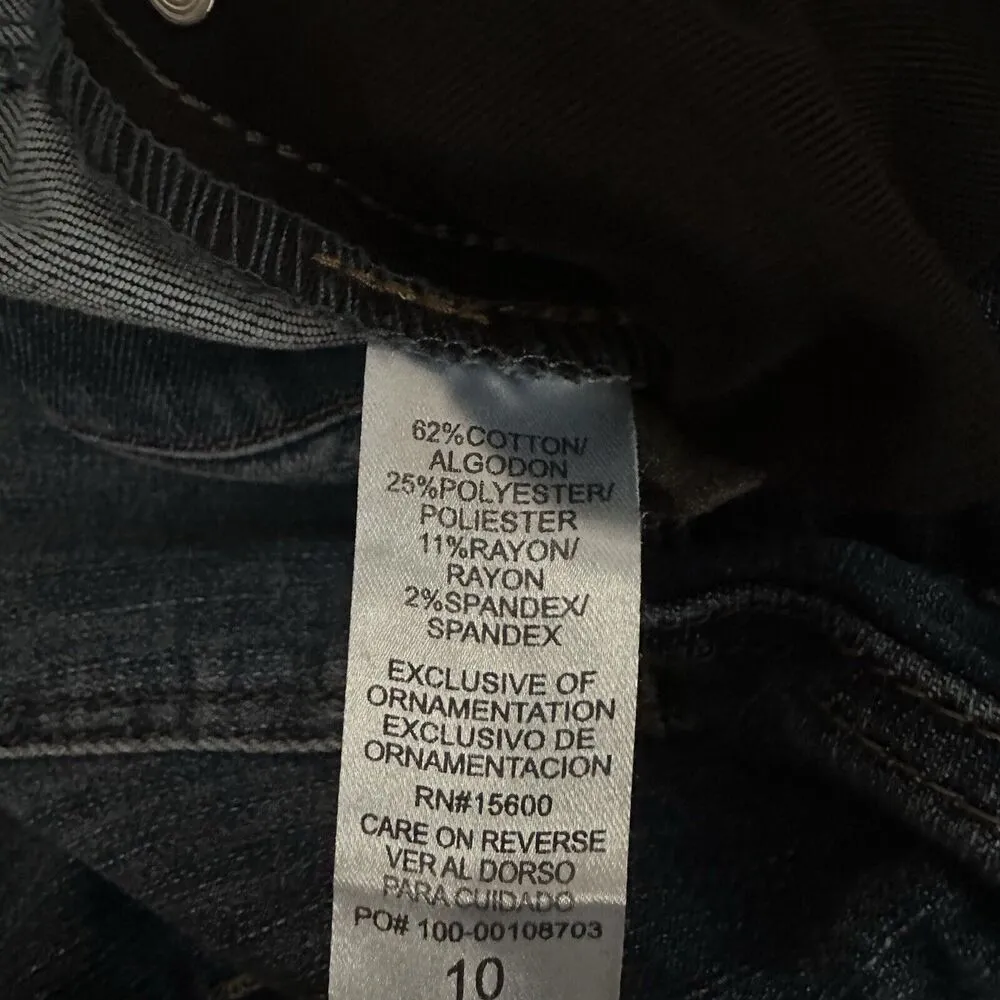 62%COTTON/
ALGODON
25%POLYESTER/
POLIESTER
11%RAYON/
RAYON
2%SPANDEX/
SPANDEX
EXCLUSIVE OF
ORNAMENTATION
EXCLUSIVO DE
ORNAMENTACION
RN#15600
CARE ON REVERSE
VER AL DORSO
PARA CUIDADO
PO# 100-00108703
10